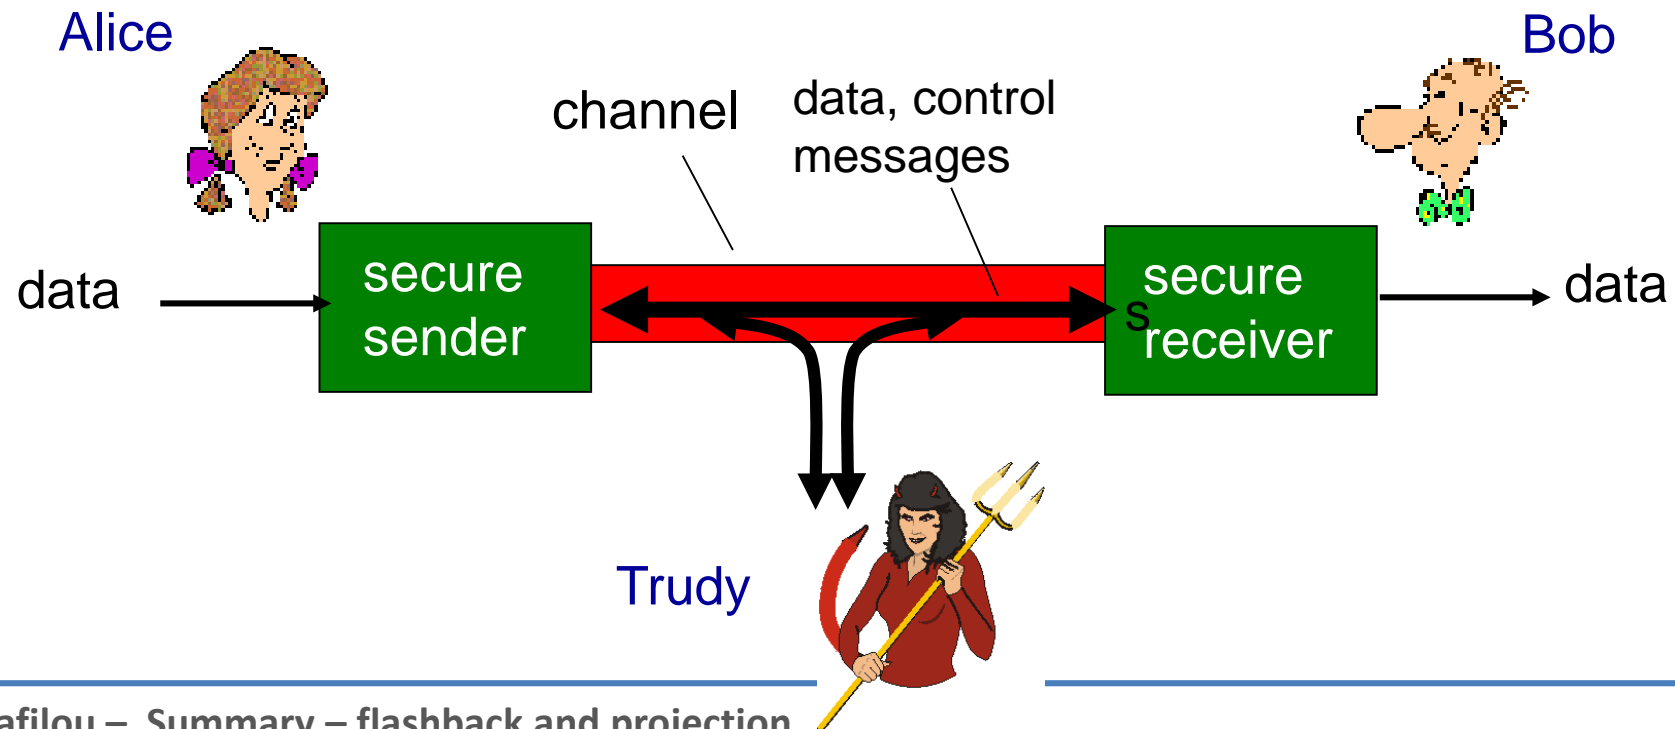 Alice
Bob
channel
data, control
messages
data
secure
sender
secure
s
receiver
data
Trudy
Summary – flashback and projection